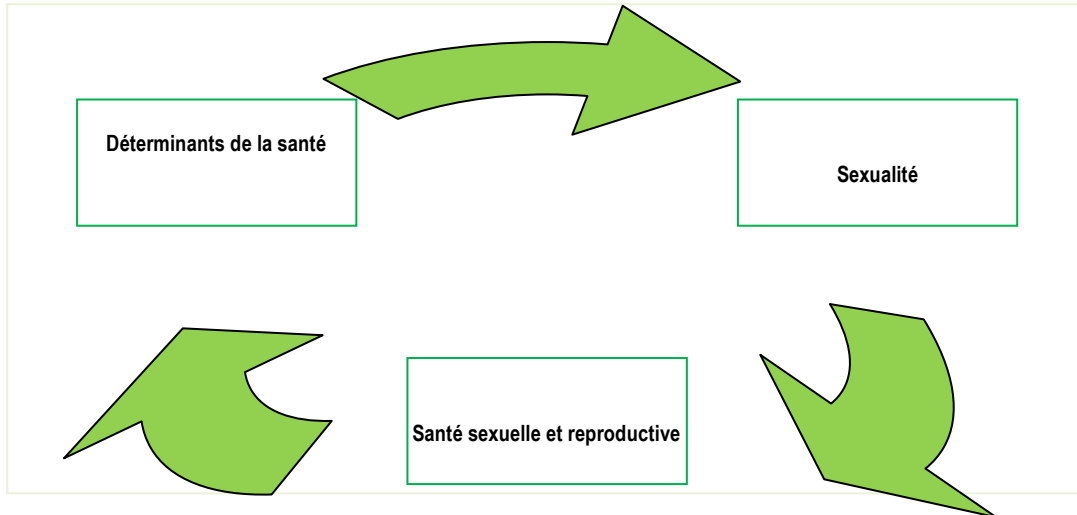 Déterminants de la santé
Sexualité
Santé sexuelle et reproductive